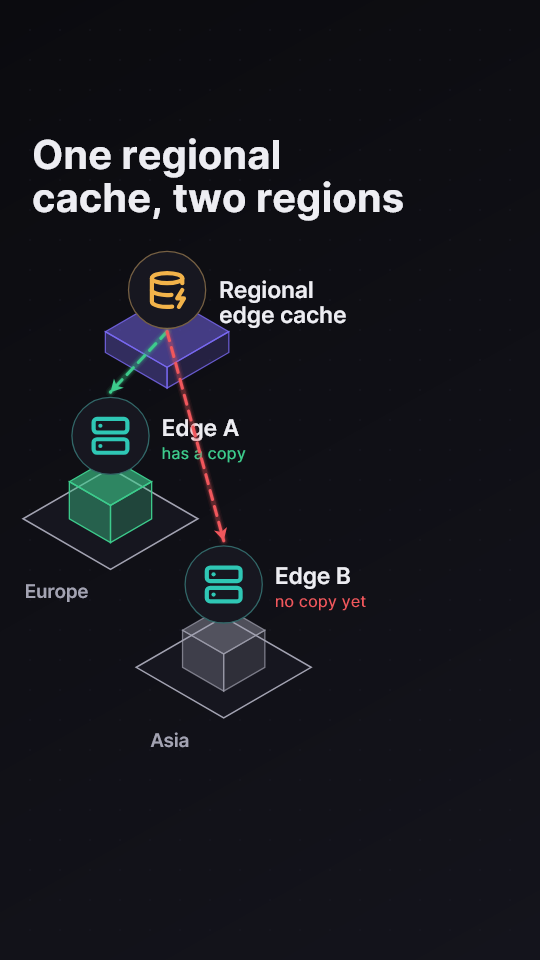 One regional
cache, two regions
Regional
edge cache
Edge A
has a copy
Europe
Edge B
no copy yet
Asia